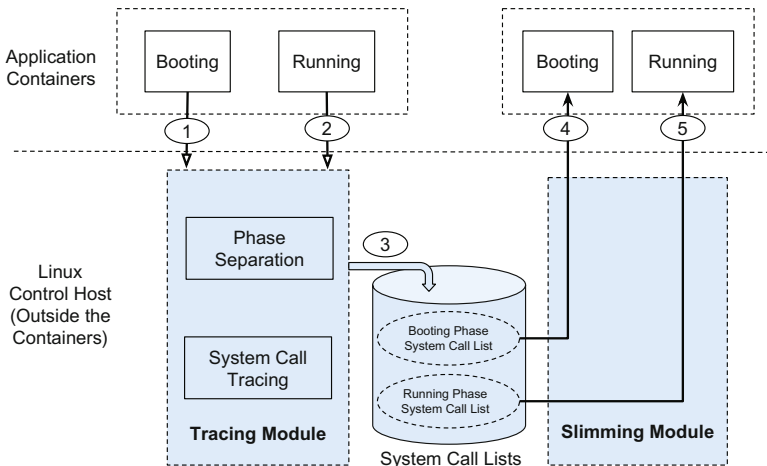 Application
Containers
Booting
Running
Booting
Running
1
2
4
5
Linux
Control Host
(Outside the
Containers)
Phase
Separation
3
System Call
Tracing
Tracing Module
Booting Phase
System Call List
Running Phase
System Call List
System Call Lists
Slimming Module